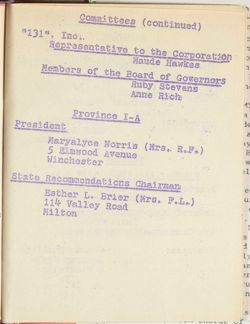 Committees (continued)
"131", Inc.
Representative to the Corporation
Maude Hawkes
Members of the Board of Governors
Ruby Stevens
Anne Rich
Province I-A
President
Maryalyce Norris (Mrs. R.F.)
5 Elmwood Avenue
Winchester
State Recommendations Chairman
Esther L. Brier (Mrs. F.L.)
114 Valley Road
Milton